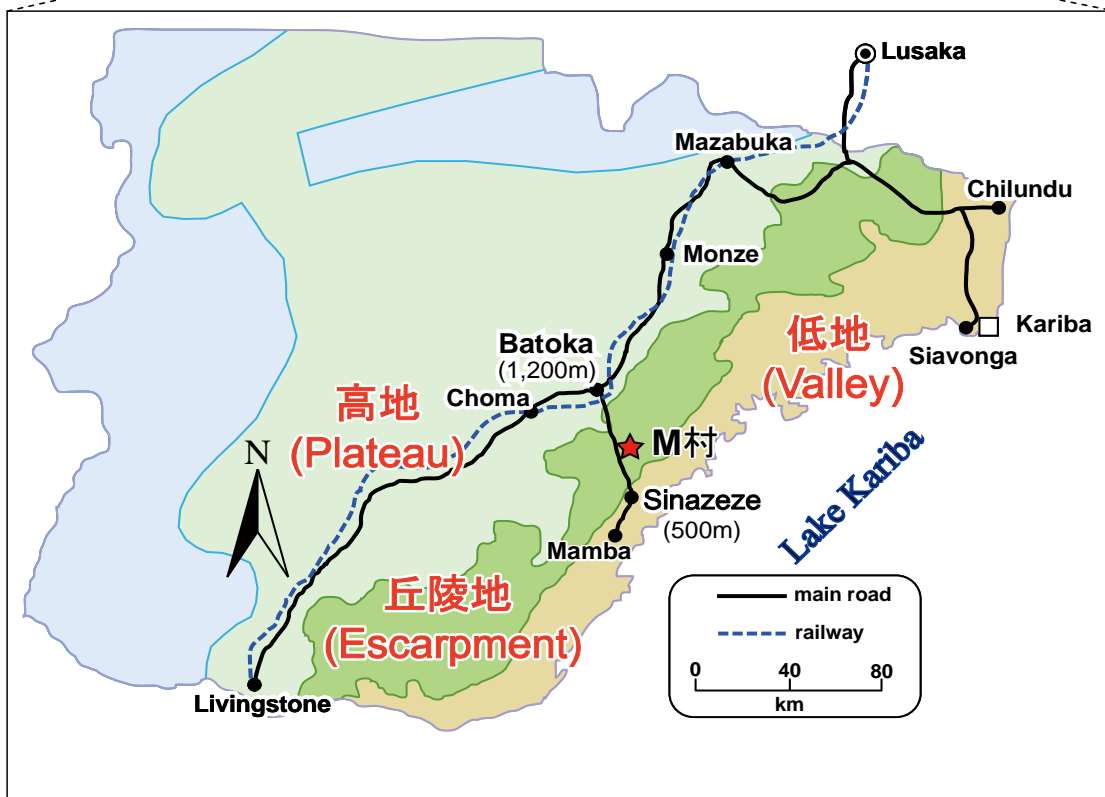 Lusaka
Mazabuka
Chilundu
Monze
Kariba
低地
(Valley)
Siavonga
Batoka
(1,200m)
Choma
高地
(Plateau)
N
M村
Sinazeze
(500m)
Lake Kariba
Mamba
丘陵地
(Escarpment)
Livingstone
main road
railway
0 40 80
km